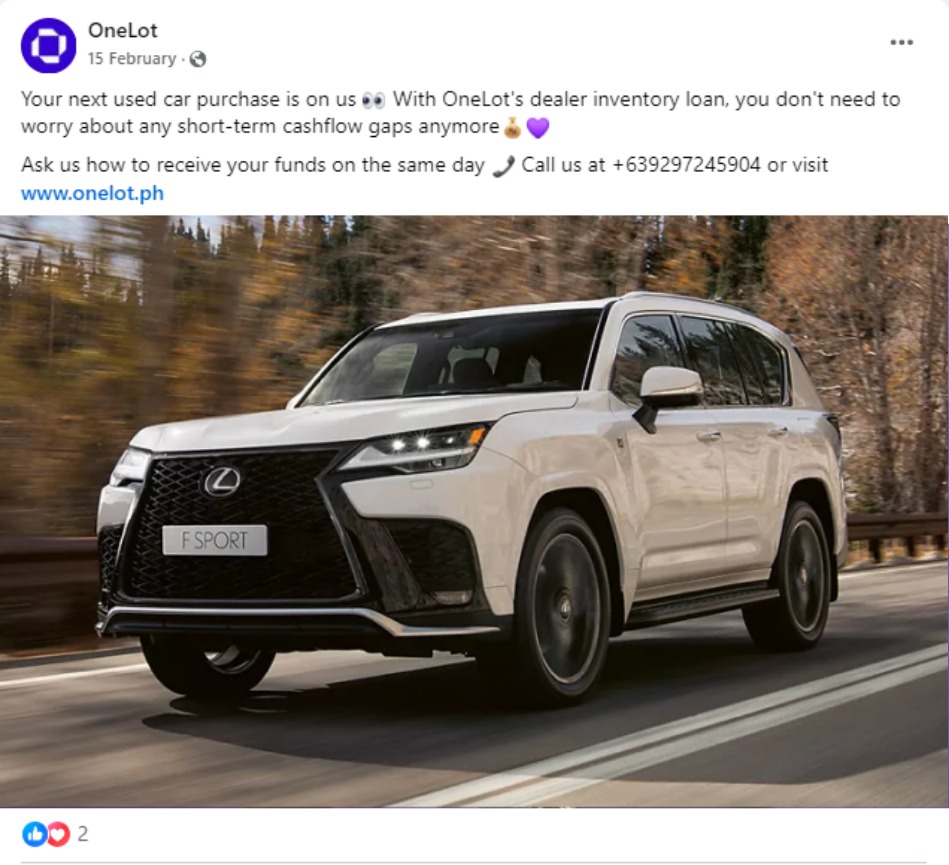 OneLot
15 February ·
Your next used car purchase is on us 👀 With OneLot's dealer inventory loan, you don't need to
worry about any short-term cashflow gaps anymore💰💜
Ask us how to receive your funds on the same day 📞 Call us at +639297245904 or visit
www.onelot.ph
F SPORT
2